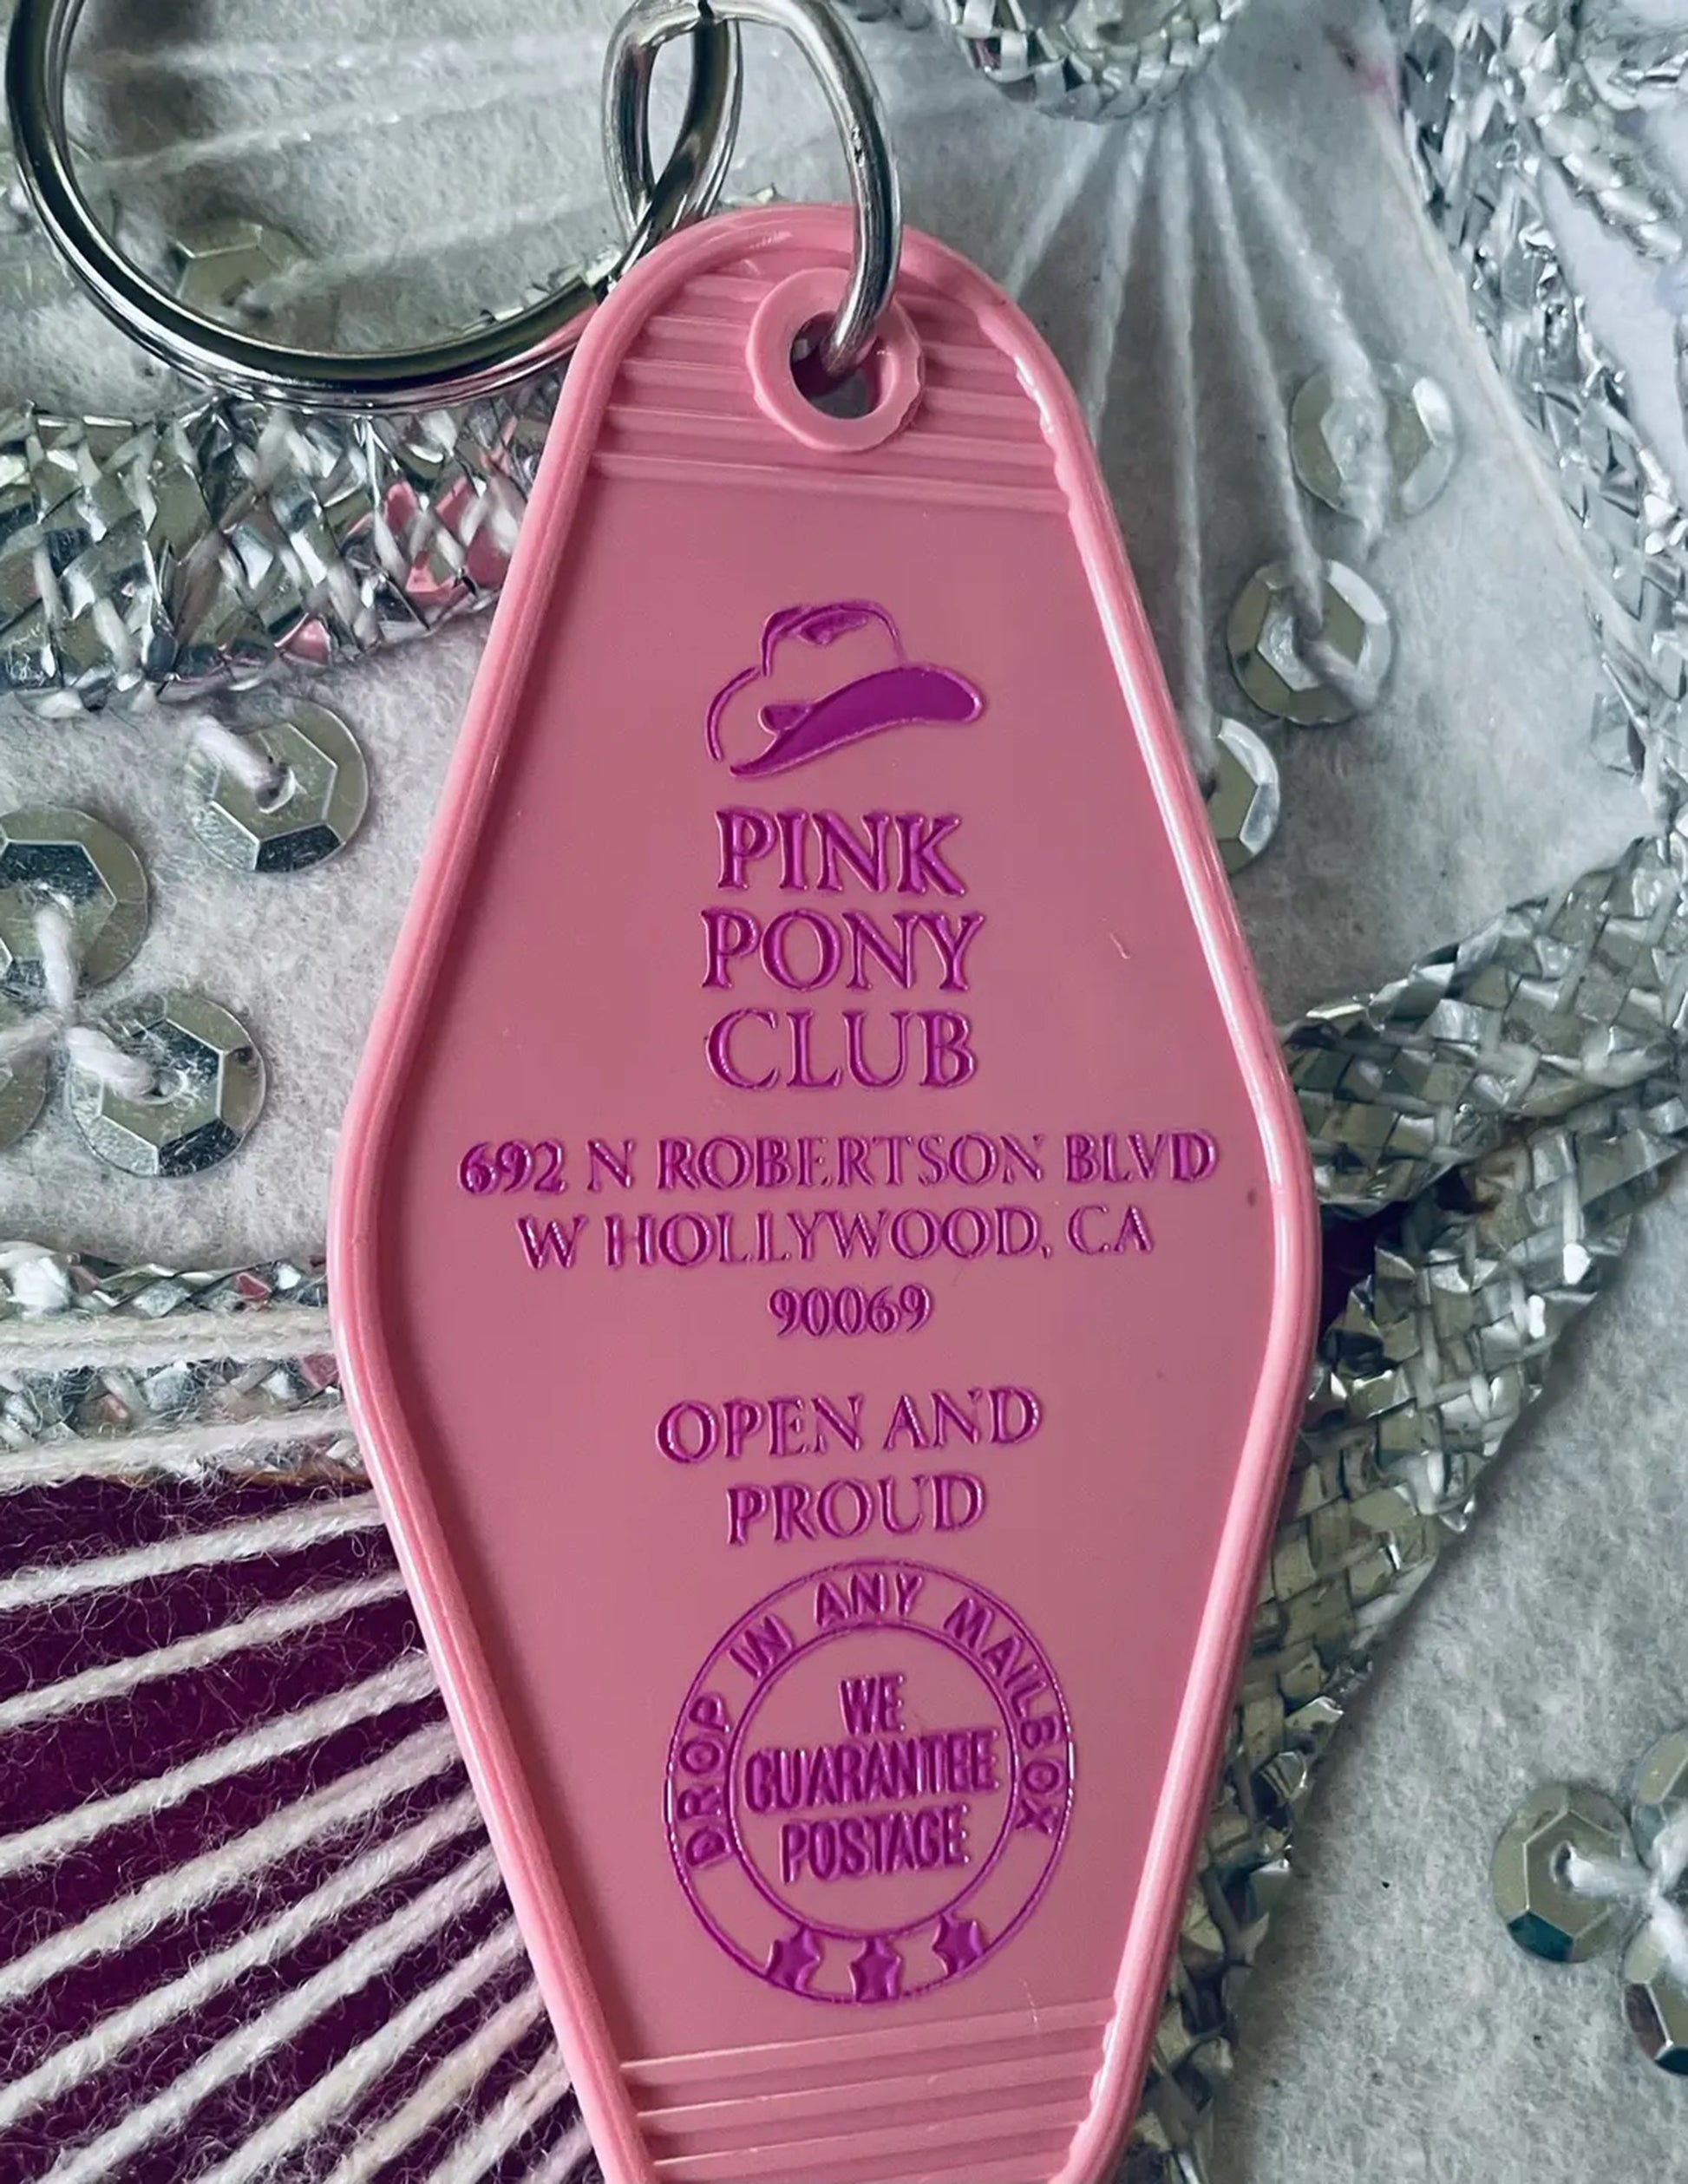 PINK
PONY
CLUB
692 N ROBERTSON BLVD
W HOLLYWOOD, CA
90069
OPEN AND
PROUD
DROP IN ANY MAILBOX
WE
GUARANTEE
POSTAGE